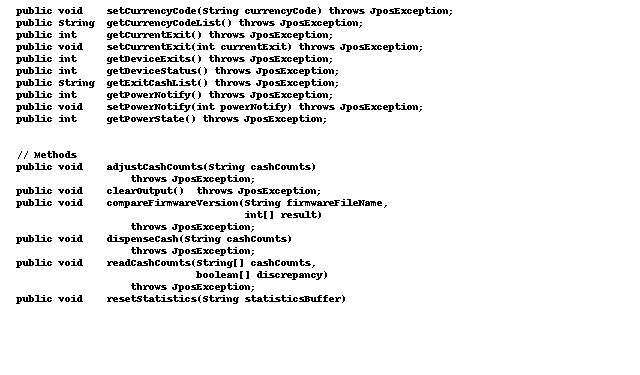 public void    setCurrencyCode(String currencyCode) throws JposException;
public String  getCurrencyCodeList() throws JposException;
public int     getCurrentExit() throws JposException;
public void    setCurrentExit(int currentExit) throws JposException;
public int     getDeviceExits() throws JposException;
public int     getDeviceStatus() throws JposException;
public String  getExitCashList() throws JposException;
public int     getPowerNotify() throws JposException;
public void    setPowerNotify(int powerNotify) throws JposException;
public int     getPowerState() throws JposException;
// Methods
public void    adjustCashCounts(String cashCounts)
                   throws JposException;
public void    clearOutput()  throws JposException;
public void    compareFirmwareVersion(String firmwareFileName,
                                      int[] result)
                   throws JposException;
public void    dispenseCash(String cashCounts)
                   throws JposException;
public void    readCashCounts(String[] cashCounts,
                              boolean[] discrepancy)
                   throws JposException;
public void    resetStatistics(String statisticsBuffer)